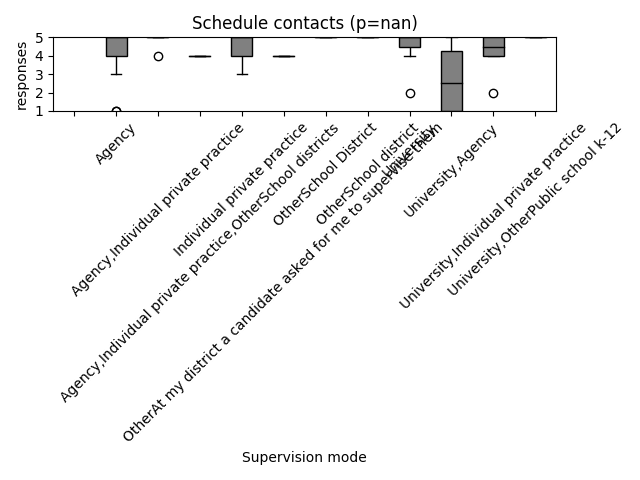 Schedule contacts (p=nan)
responses
5
4
3
2
1
Agency
Agency,Individual private practice
Agency,Individual private practice,OtherSchool districts
Individual private practice
OtherAt my district a candidate asked for me to supervise them
OtherSchool District
OtherSchool district
University
University,Agency
University,Individual private practice
University,OtherPublic school k-12
Supervision mode